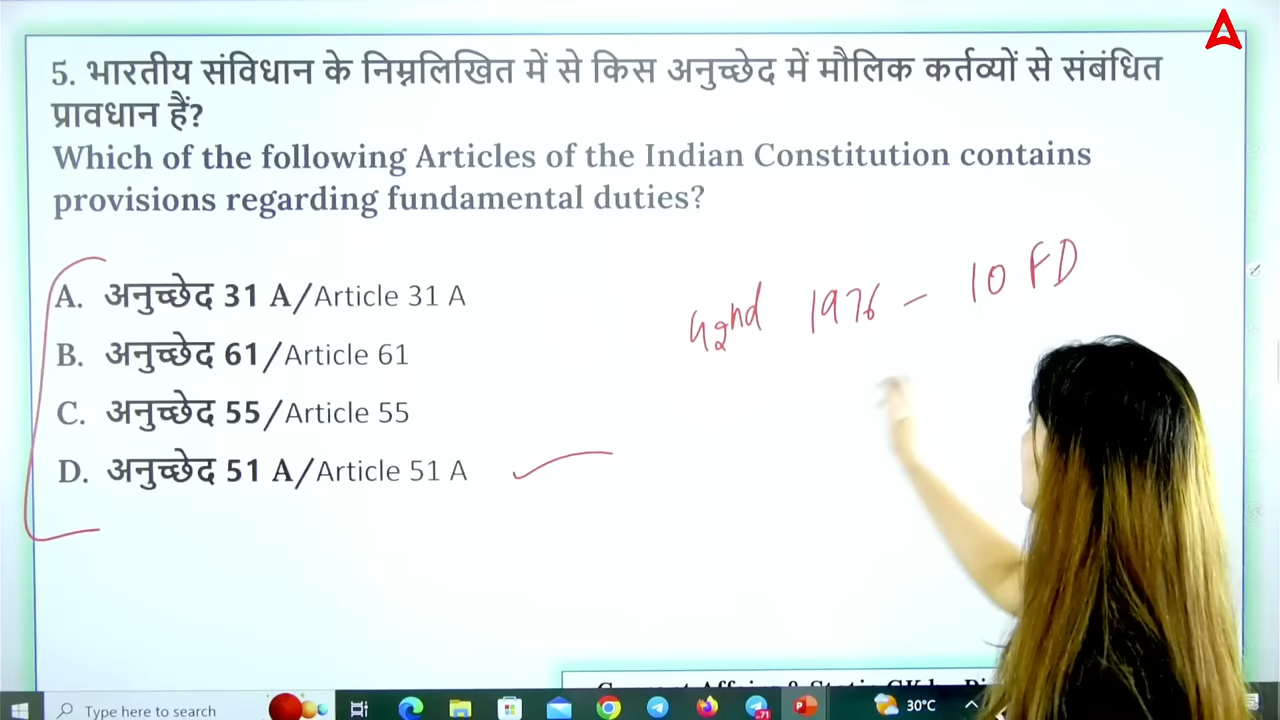 5. भारतीय संविधान के निम्नलिखित में से किस अनुच्छेद में मौलिक कर्तव्यों से संबंधित
प्रावधान हैं?
Which of the following Articles of the Indian Constitution contains
provisions regarding fundamental duties?
A. अनुच्छेद 31 A/Article 31 A
B. अनुच्छेद 61/Article 61
C. अनुच्छेद 55/Article 55
D. अनुच्छेद 51 A/Article 51 A
42nd 1976 - 10 FD
Type here to search
71
30°C